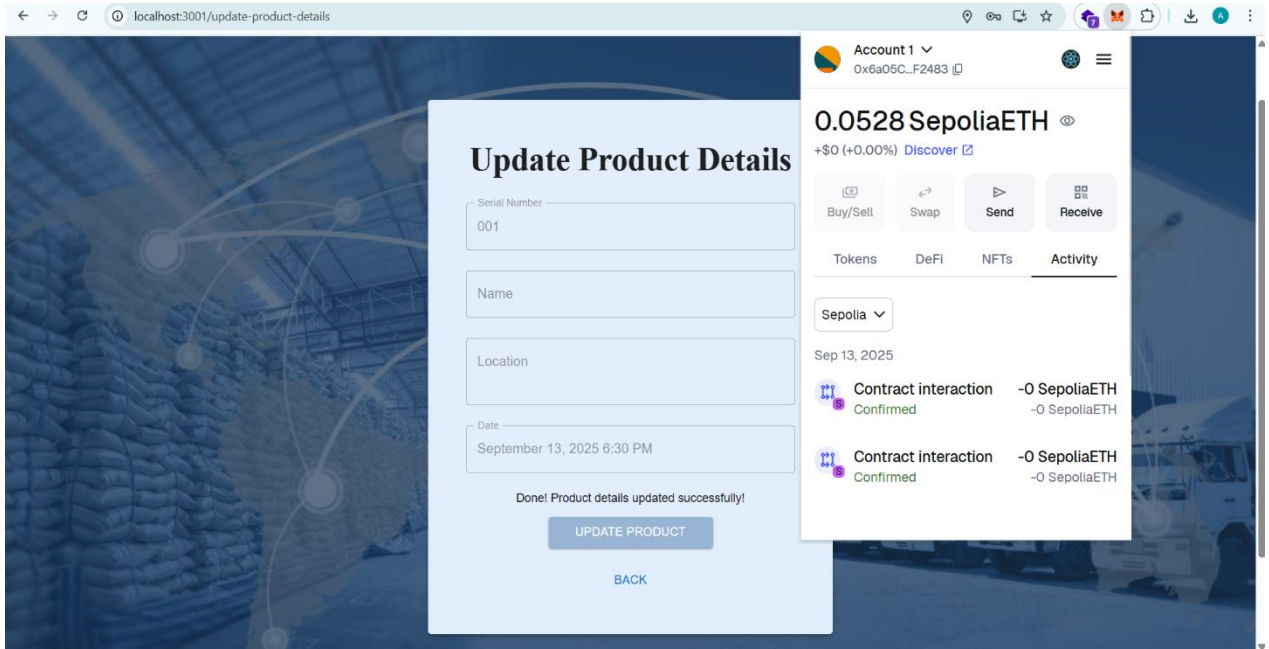 localhost:3001/update-product-details
7
A
Update Product Details
Serial Number
001
Name
Location
Date
September 13, 2025 6:30 PM
Done! Product details updated successfully!
UPDATE PRODUCT
BACK
Account 1
0x6a05C...F2483
0.0528 SepoliaETH
+$0 (+0.00%) Discover
Buy/Sell Swap Send Receive
Tokens DeFi NFTs Activity
Sepolia
Sep 13, 2025
Contract interaction -0 SepoliaETH
S
Confirmed -0 SepoliaETH
Contract interaction -0 SepoliaETH
S
Confirmed -0 SepoliaETH